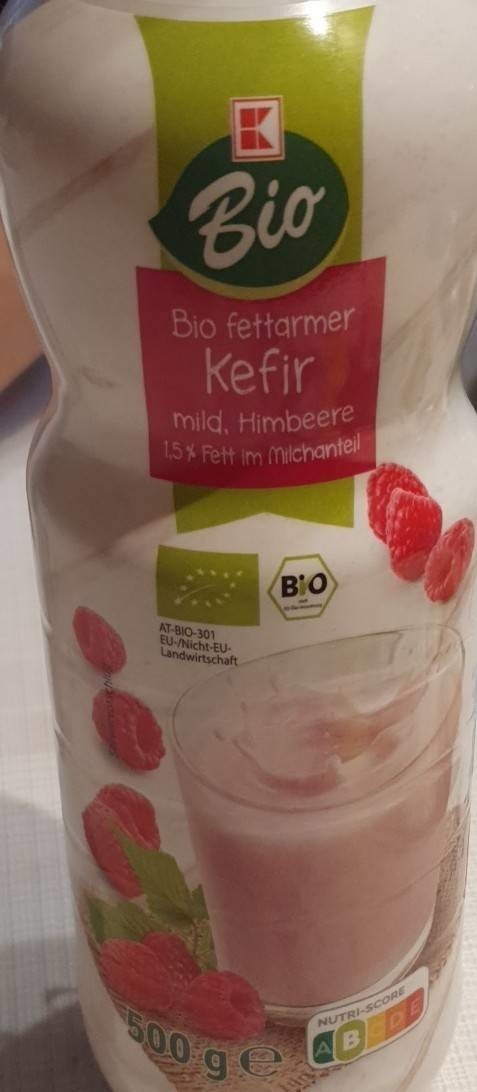 K
Bio
Bio fettarmer
Kefir
mild, Himbeere
1,5% Fett im Milchanteil
BiO
AT-BIO-301
EU-/Nicht-EU-
Landwirtschaft
500 g e
NUTRI-SCORE
A B C D E